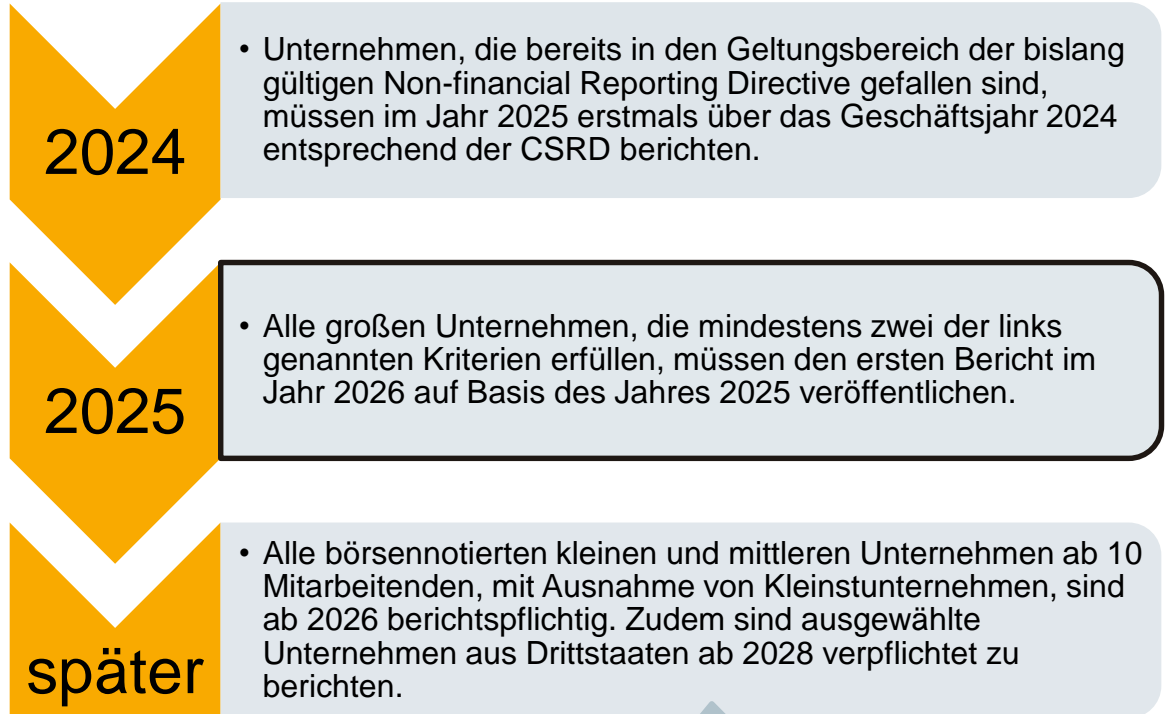 2024
• Unternehmen, die bereits in den Geltungsbereich der bislang
gültigen Non-financial Reporting Directive gefallen sind,
müssen im Jahr 2025 erstmals über das Geschäftsjahr 2024
entsprechend der CSRD berichten.
2025
• Alle großen Unternehmen, die mindestens zwei der links
genannten Kriterien erfüllen, müssen den ersten Bericht im
Jahr 2026 auf Basis des Jahres 2025 veröffentlichen.
später
• Alle börsennotierten kleinen und mittleren Unternehmen ab 10
Mitarbeitenden, mit Ausnahme von Kleinstunternehmen, sind
ab 2026 berichtspflichtig. Zudem sind ausgewählte
Unternehmen aus Drittstaaten ab 2028 verpflichtet zu
berichten.